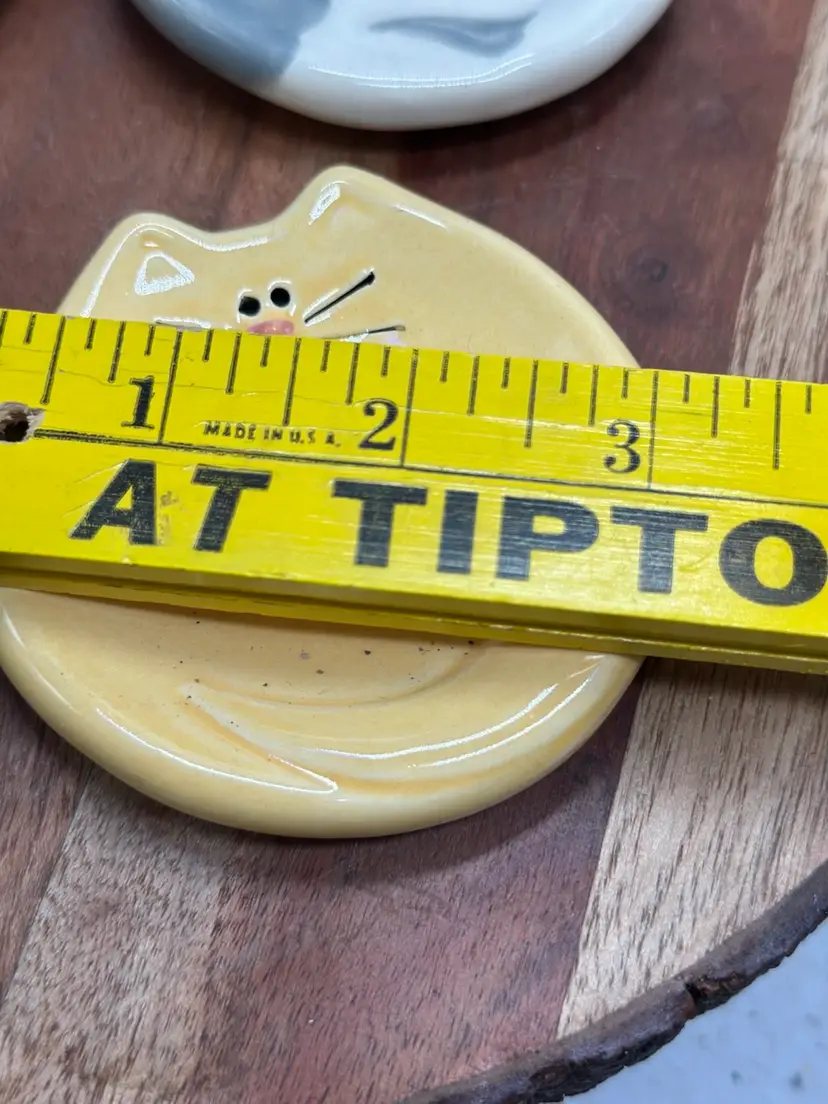 1 2 3
MADE IN U.S.A.
AT TIPTO